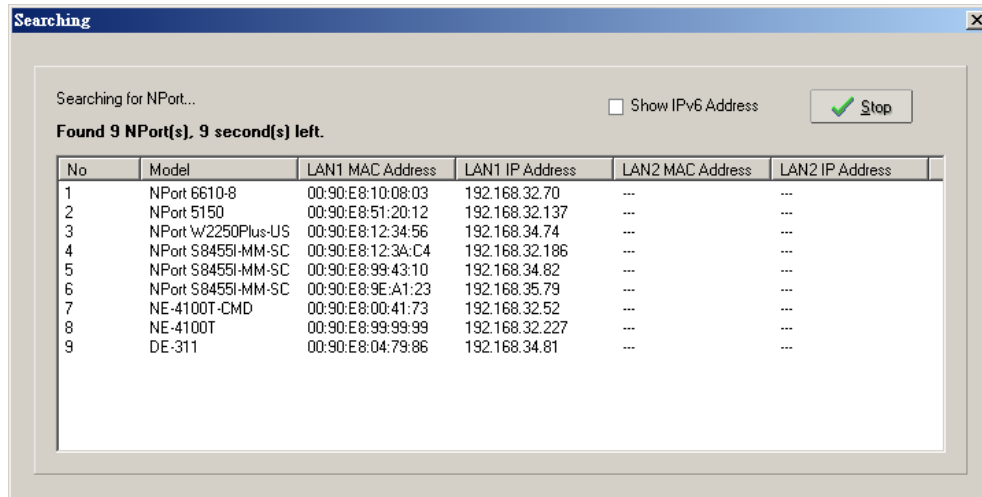 Searching
Searching for NPort...
Show IPv6 Address
Stop
Found 9 NPort(s), 9 second(s) left.
No Model LAN1 MAC Address LAN1 IP Address LAN2 MAC Address LAN2 IP Address
1 NPort 6610-8 00:90:E8:10:08:03 192.168.32.70 --- ---
2 NPort 5150 00:90:E8:51:20:12 192.168.32.137 --- ---
3 NPort W2250Plus-US 00:90:E8:12:34:56 192.168.34.74 --- ---
4 NPort S8455I-MM-SC 00:90:E8:12:3A:C4 192.168.32.186 --- ---
5 NPort S8455I-MM-SC 00:90:E8:99:43:10 192.168.34.82 --- ---
6 NPort S8455I-MM-SC 00:90:E8:9E:A1:23 192.168.35.79 --- ---
7 NE-4100T-CMD 00:90:E8:00:41:73 192.168.32.52 --- ---
8 NE-4100T 00:90:E8:99:99:99 192.168.32.227 --- ---
9 DE-311 00:90:E8:04:79:86 192.168.34.81 --- ---